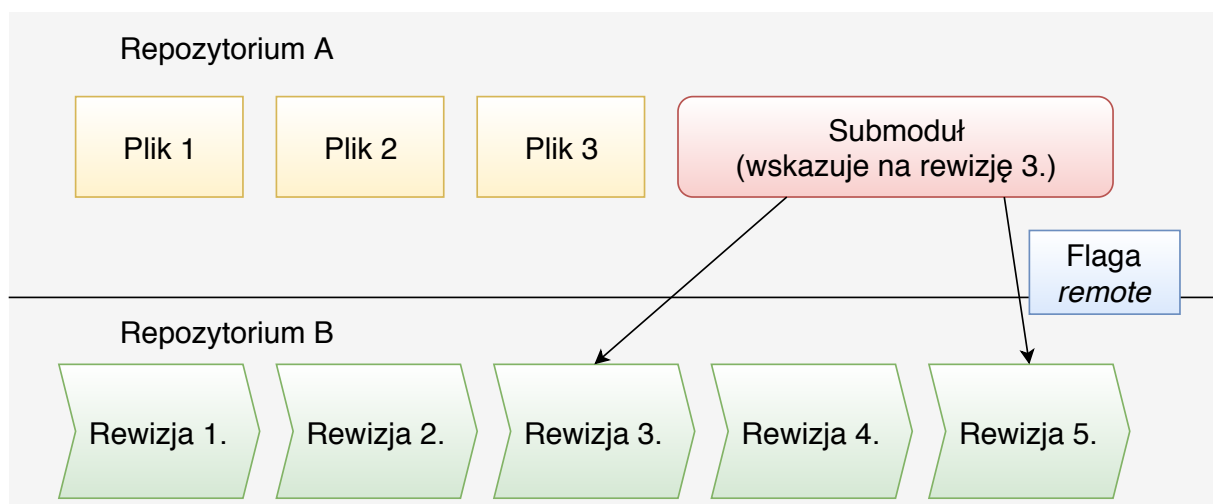 Repozytorium A
Plik 1
Plik 2
Plik 3
Submoduł
(wskazuje na rewizję 3.)
Flaga
remote
Repozytorium B
Rewizja 1.
Rewizja 2.
Rewizja 3.
Rewizja 4.
Rewizja 5.